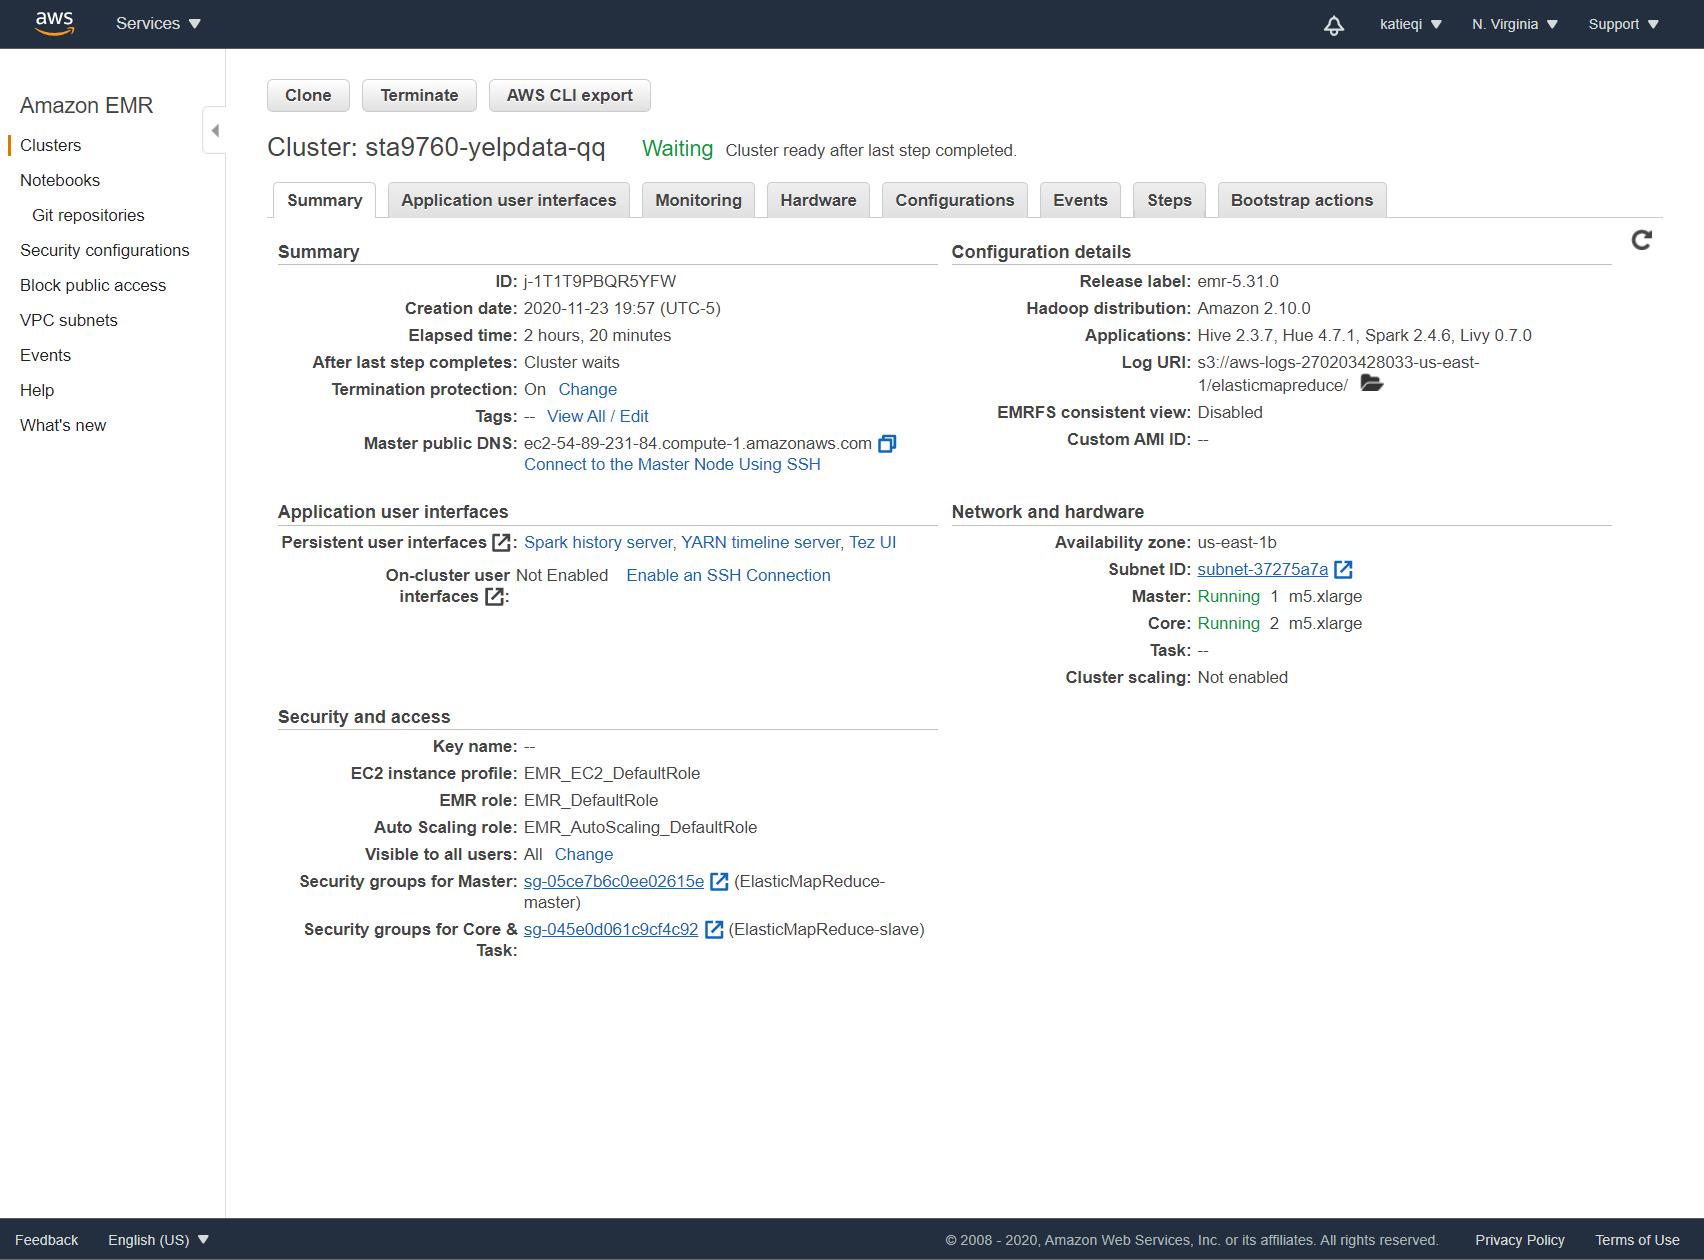 aws Services
katieqi N. Virginia Support
Amazon EMR
Clusters
Notebooks
Git repositories
Security configurations
Block public access
VPC subnets
Events
Help
What's new
Clone Terminate AWS CLI export
Cluster: sta9760-yelpdata-qq Waiting Cluster ready after last step completed.
Summary Application user interfaces Monitoring Hardware Configurations Events Steps Bootstrap actions
Summary
ID: j-1T1T9PBQR5YFW
Creation date: 2020-11-23 19:57 (UTC-5)
Elapsed time: 2 hours, 20 minutes
After last step completes: Cluster waits
Termination protection: On Change
Tags: -- View All / Edit
Master public DNS: ec2-54-89-231-84.compute-1.amazonaws.com
Connect to the Master Node Using SSH
Configuration details
Release label: emr-5.31.0
Hadoop distribution: Amazon 2.10.0
Applications: Hive 2.3.7, Hue 4.7.1, Spark 2.4.6, Livy 0.7.0
Log URI: s3://aws-logs-270203428033-us-east-
1/elasticmapreduce/
EMRFS consistent view: Disabled
Custom AMI ID: --
Application user interfaces
Persistent user interfaces : Spark history server, YARN timeline server, Tez UI
On-cluster user Not Enabled Enable an SSH Connection
interfaces :
Network and hardware
Availability zone: us-east-1b
Subnet ID: subnet-37275a7a
Master: Running 1 m5.xlarge
Core: Running 2 m5.xlarge
Task: --
Cluster scaling: Not enabled
Security and access
Key name: --
EC2 instance profile: EMR_EC2_DefaultRole
EMR role: EMR_DefaultRole
Auto Scaling role: EMR_AutoScaling_DefaultRole
Visible to all users: All Change
Security groups for Master: sg-05ce7b6c0ee02615e (ElasticMapReduce-
master)
Security groups for Core & sg-045e0d061c9cf4c92 (ElasticMapReduce-slave)
Task:
Feedback English (US)
© 2008 - 2020, Amazon Web Services, Inc. or its affiliates. All rights reserved. Privacy Policy Terms of Use